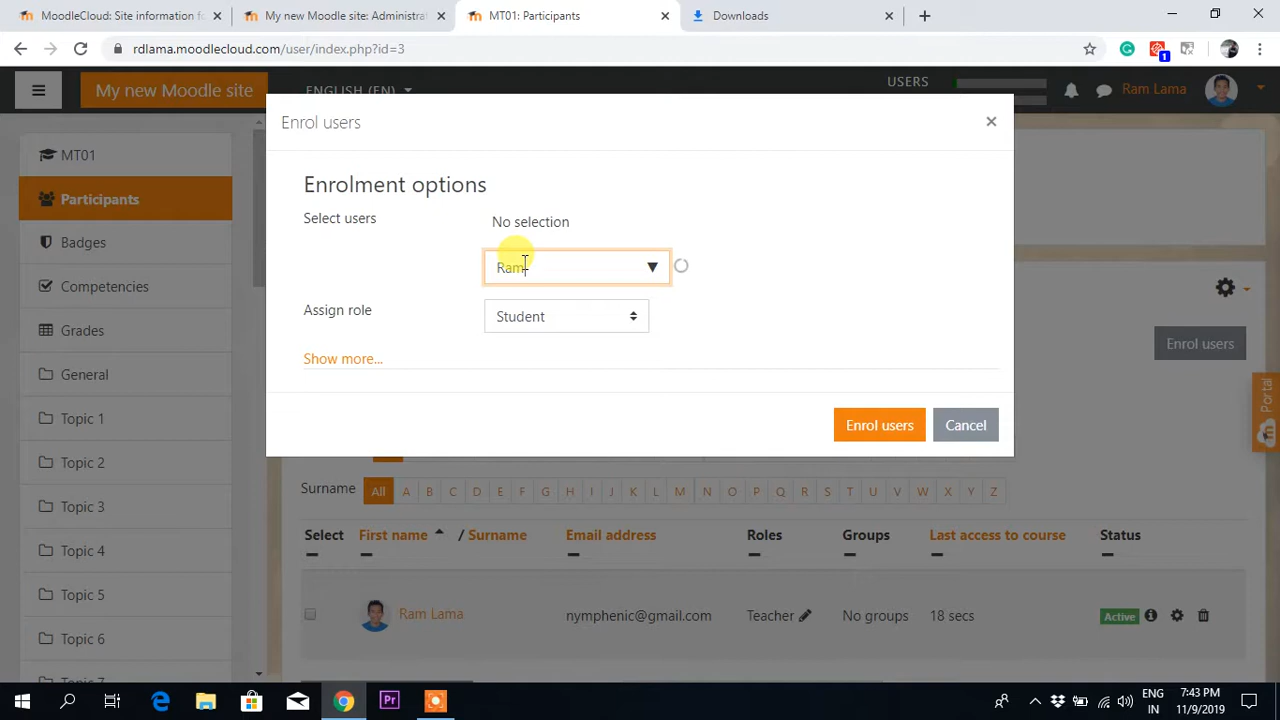 MoodleCloud: Site information fo
My new Moodle site: Administra
MT01: Participants
Downloads
rdlama.moodlecloud.com/user/index.php?id=3
1
My new Moodle site
ENGLISH (EN)
USERS
Ram Lama
Enrol users
MT01
Participants
Badges
Competencies
Grades
General
Topic 1
Topic 2
Topic 3
Topic 4
Topic 5
Topic 6
Enrolment options
Select users
No selection
Ram
Assign role
Student
Show more...
Enrol users
Cancel
Enrol users
Portal
Surname
All A B C D E F G H I J K L M N O P Q R S T U V W X Y Z
Select First name / Surname Email address Roles Groups Last access to course Status
Ram Lama nymphenic@gmail.com Teacher No groups 18 secs Active
Pr
ENG
IN
7:43 PM
11/9/2019